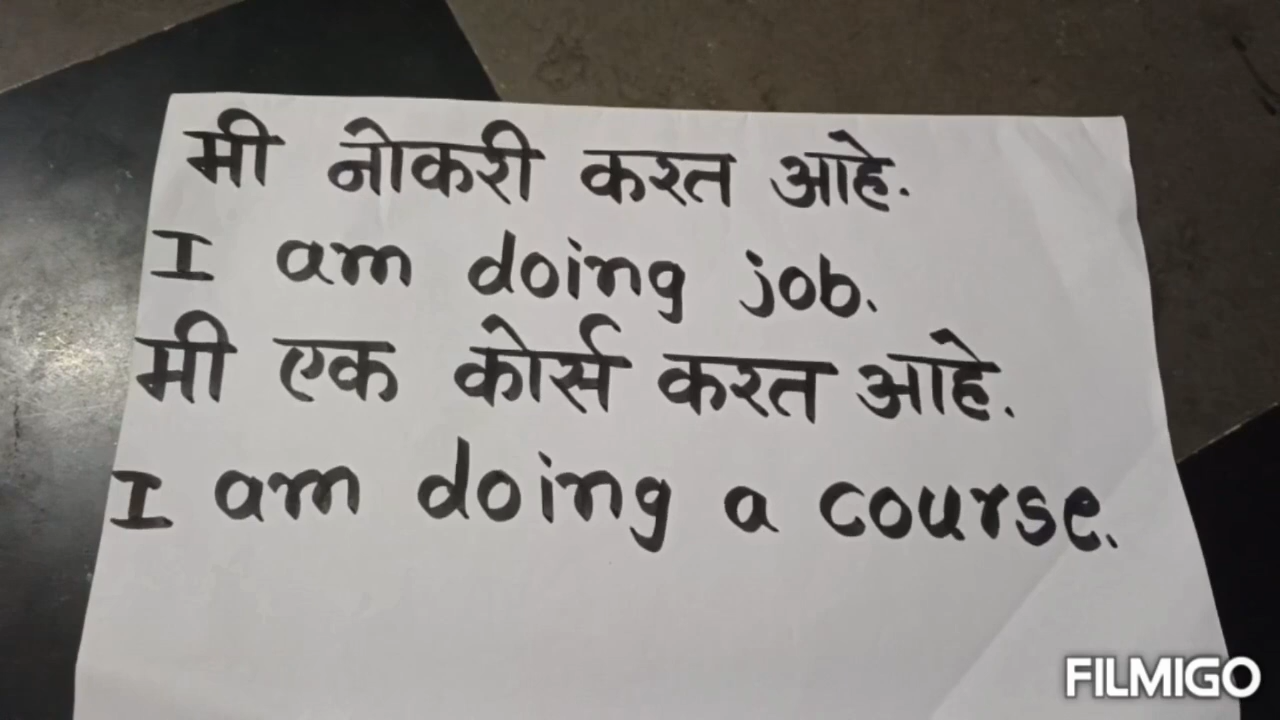 मी नोकरी करत आहे.
I am doing job.
मी एक कोर्स करत आहे.
I am doing a course.
FILMIGO